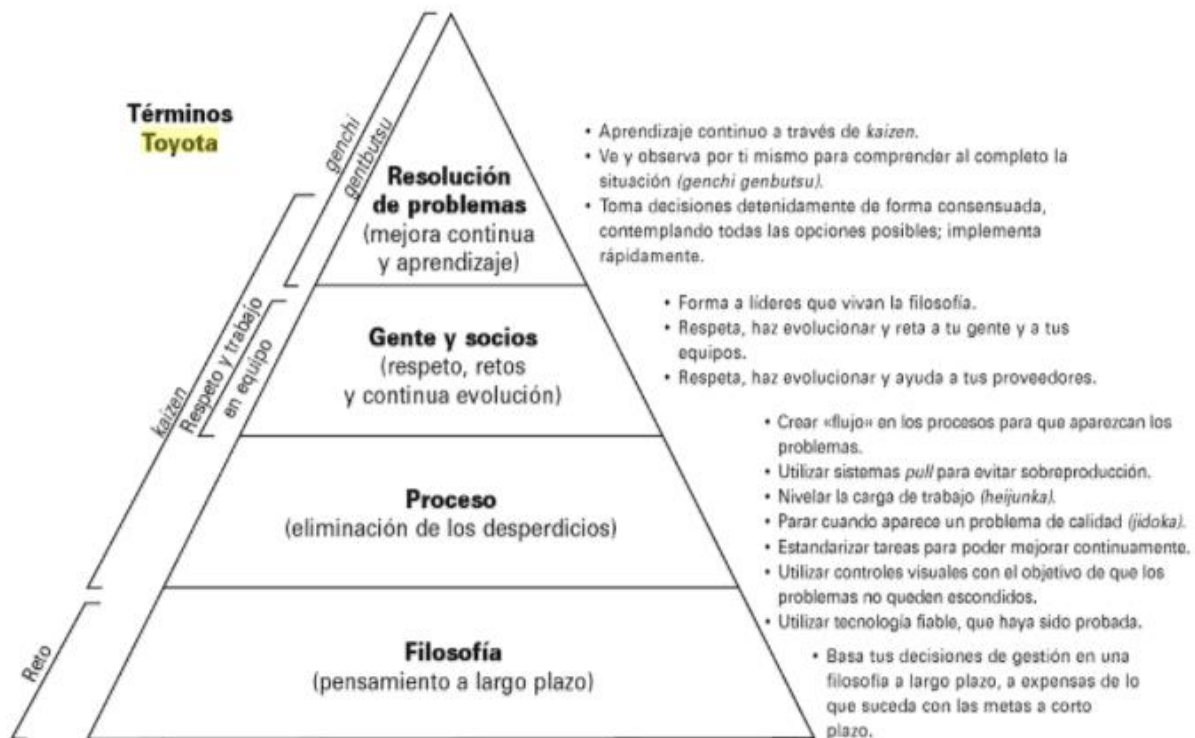 Términos
Toyota
genchi
gentbutsu
kaizen
Respeto y trabajo
en equipo
Reto
Resolución
de problemas
(mejora continua
y aprendizaje)
• Aprendizaje continuo a través de kaizen.
• Ve y observa por ti mismo para comprender al completo la
situación (genchi genbutsu).
• Toma decisiones detenidamente de forma consensuada,
contemplando todas las opciones posibles; implementa
rápidamente.
Gente y socios
(respeto, retos
y continua evolución)
• Forma a líderes que vivan la filosofía.
• Respeta, haz evolucionar y reta a tu gente y a tus
equipos.
• Respeta, haz evolucionar y ayuda a tus proveedores.
Proceso
(eliminación de los desperdicios)
• Crear «flujo» en los procesos para que aparezcan los
problemas.
• Utilizar sistemas pull para evitar sobreproducción.
• Nivelar la carga de trabajo (heijunka).
• Parar cuando aparece un problema de calidad (jidoka).
• Estandarizar tareas para poder mejorar continuamente.
• Utilizar controles visuales con el objetivo de que los
problemas no queden escondidos.
• Utilizar tecnología fiable, que haya sido probada.
Filosofía
(pensamiento a largo plazo)
• Basa tus decisiones de gestión en una
filosofía a largo plazo, a expensas de lo
que suceda con las metas a corto
plazo.